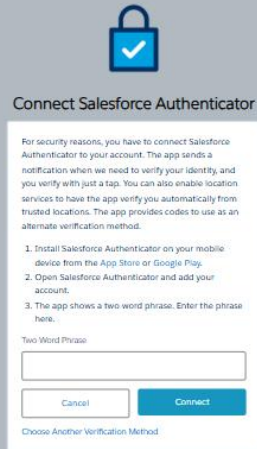 Connect Salesforce Authenticator
For security reasons, you have to connect Salesforce
Authenticator to your account. The app sends a
notification when we need to verify your identity, and
you verify with just a tap. You can also enable location
services to have the app verify you automatically from
trusted locations. The app provides codes to use as an
alternate verification method.
1. Install Salesforce Authenticator on your mobile
device from the App Store or Google Play.
2. Open Salesforce Authenticator and add your
account.
3. The app shows a two word phrase. Enter the phrase
here.
Two Word Phrase
Cancel Connect
Choose Another Verification Method